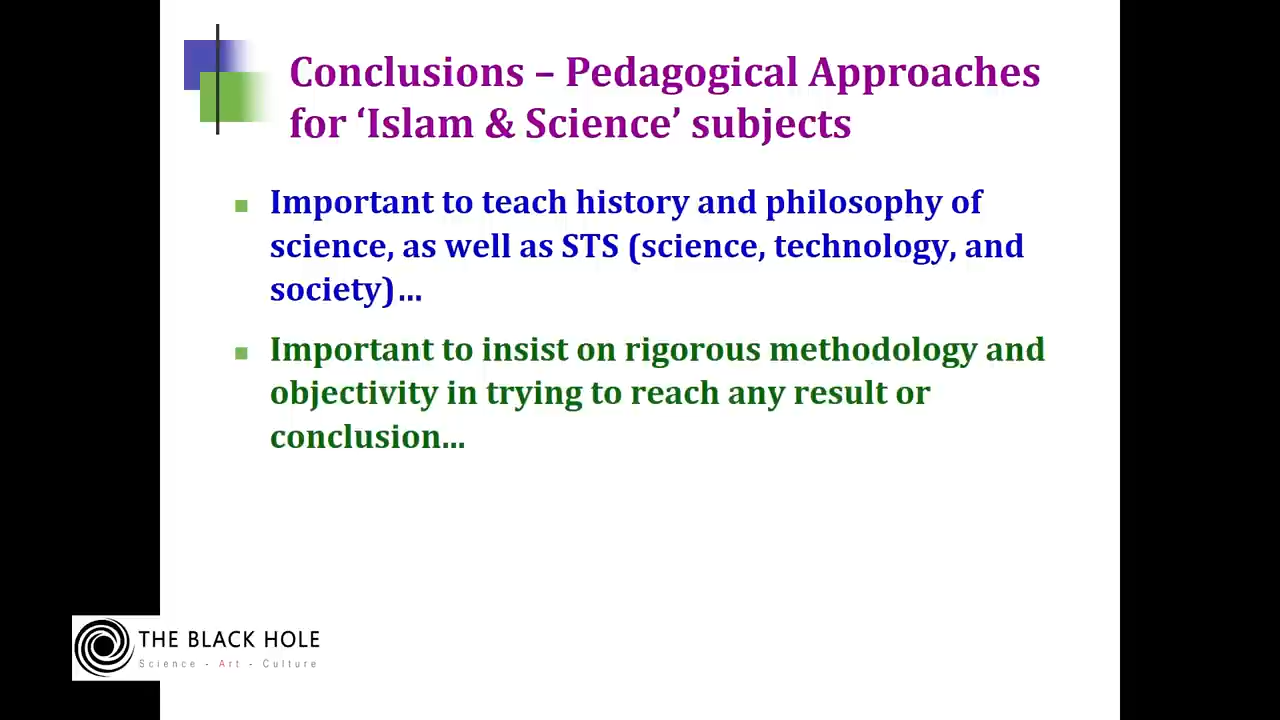 Conclusions – Pedagogical Approaches
for ‘Islam & Science’ subjects
Important to teach history and philosophy of
science, as well as STS (science, technology, and
society)…
Important to insist on rigorous methodology and
objectivity in trying to reach any result or
conclusion…
THE BLACK HOLE
Science - Art - Culture